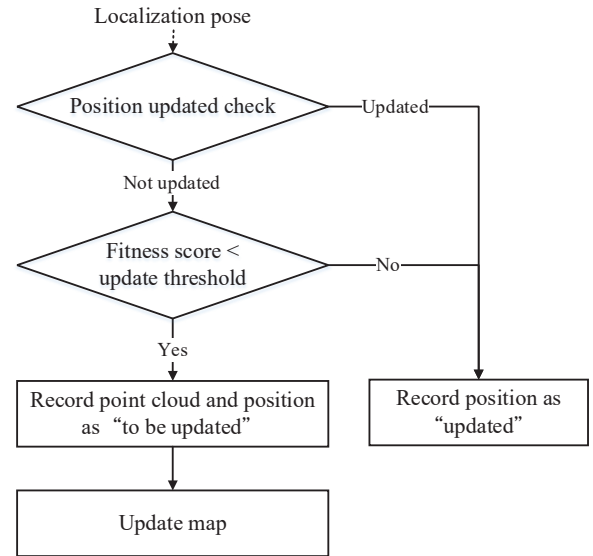 Localization pose
Position updated check
Updated
Not updated
Fitness score <
update threshold
No
Yes
Record point cloud and position
as “to be updated”
Record position as
“updated”
Update map